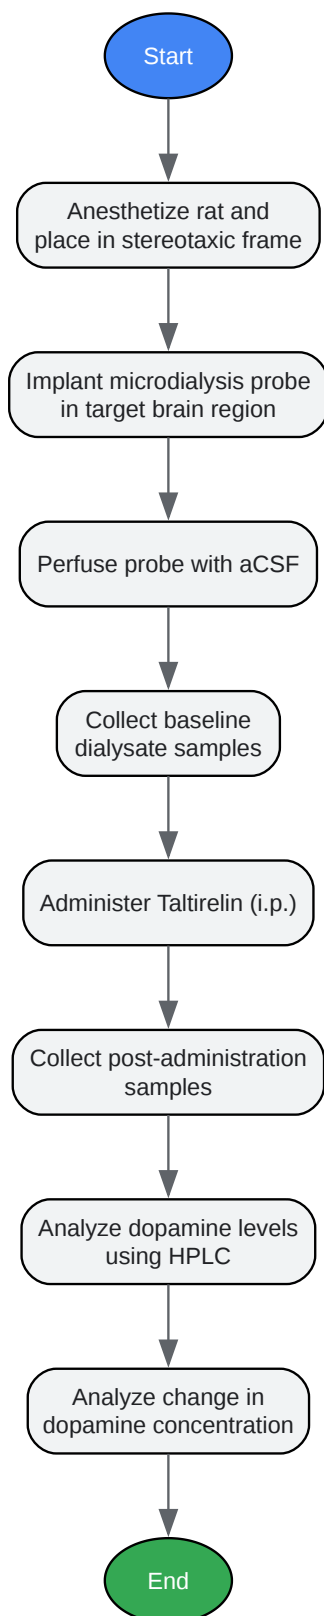 Start
Anesthetize rat and
place in stereotaxic frame
Implant microdialysis probe
in target brain region
Perfuse probe with aCSF
Collect baseline
dialysate samples
Administer Taltirelin (i.p.)
Collect post-administration
samples
Analyze dopamine levels
using HPLC
Analyze change in
dopamine concentration
End